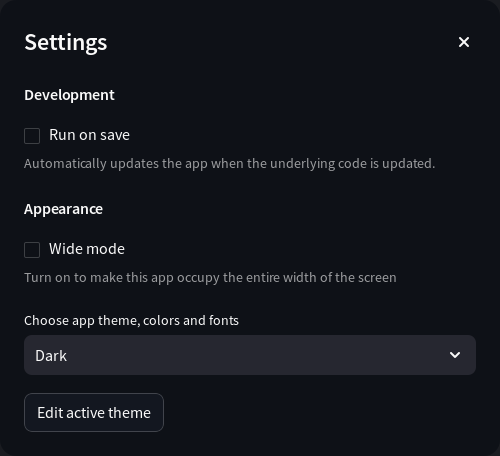 Settings
Development
Run on save
Automatically updates the app when the underlying code is updated.
Appearance
Wide mode
Turn on to make this app occupy the entire width of the screen
Choose app theme, colors and fonts
Dark
Edit active theme